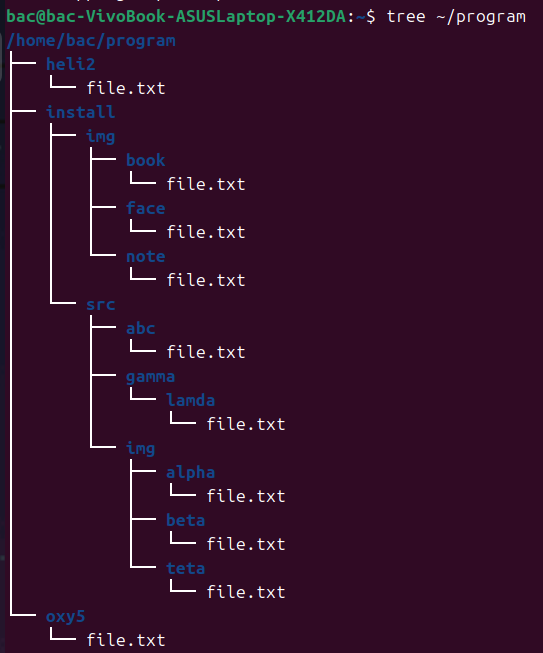 bac@bac-VivoBook-ASUSLaptop-X412DA:~$ tree ~/program
/home/bac/program
├── heli2
│   └── file.txt
├── install
│   ├── img
│   │   ├── book
│   │   │   └── file.txt
│   │   ├── face
│   │   │   └── file.txt
│   │   └── note
│   │       └── file.txt
│   └── src
│       ├── abc
│       │   └── file.txt
│       ├── gamma
│       │   └── lamda
│       │       └── file.txt
│       └── img
│           ├── alpha
│           │   └── file.txt
│           ├── beta
│           │   └── file.txt
│           └── teta
│               └── file.txt
└── oxy5
    └── file.txt